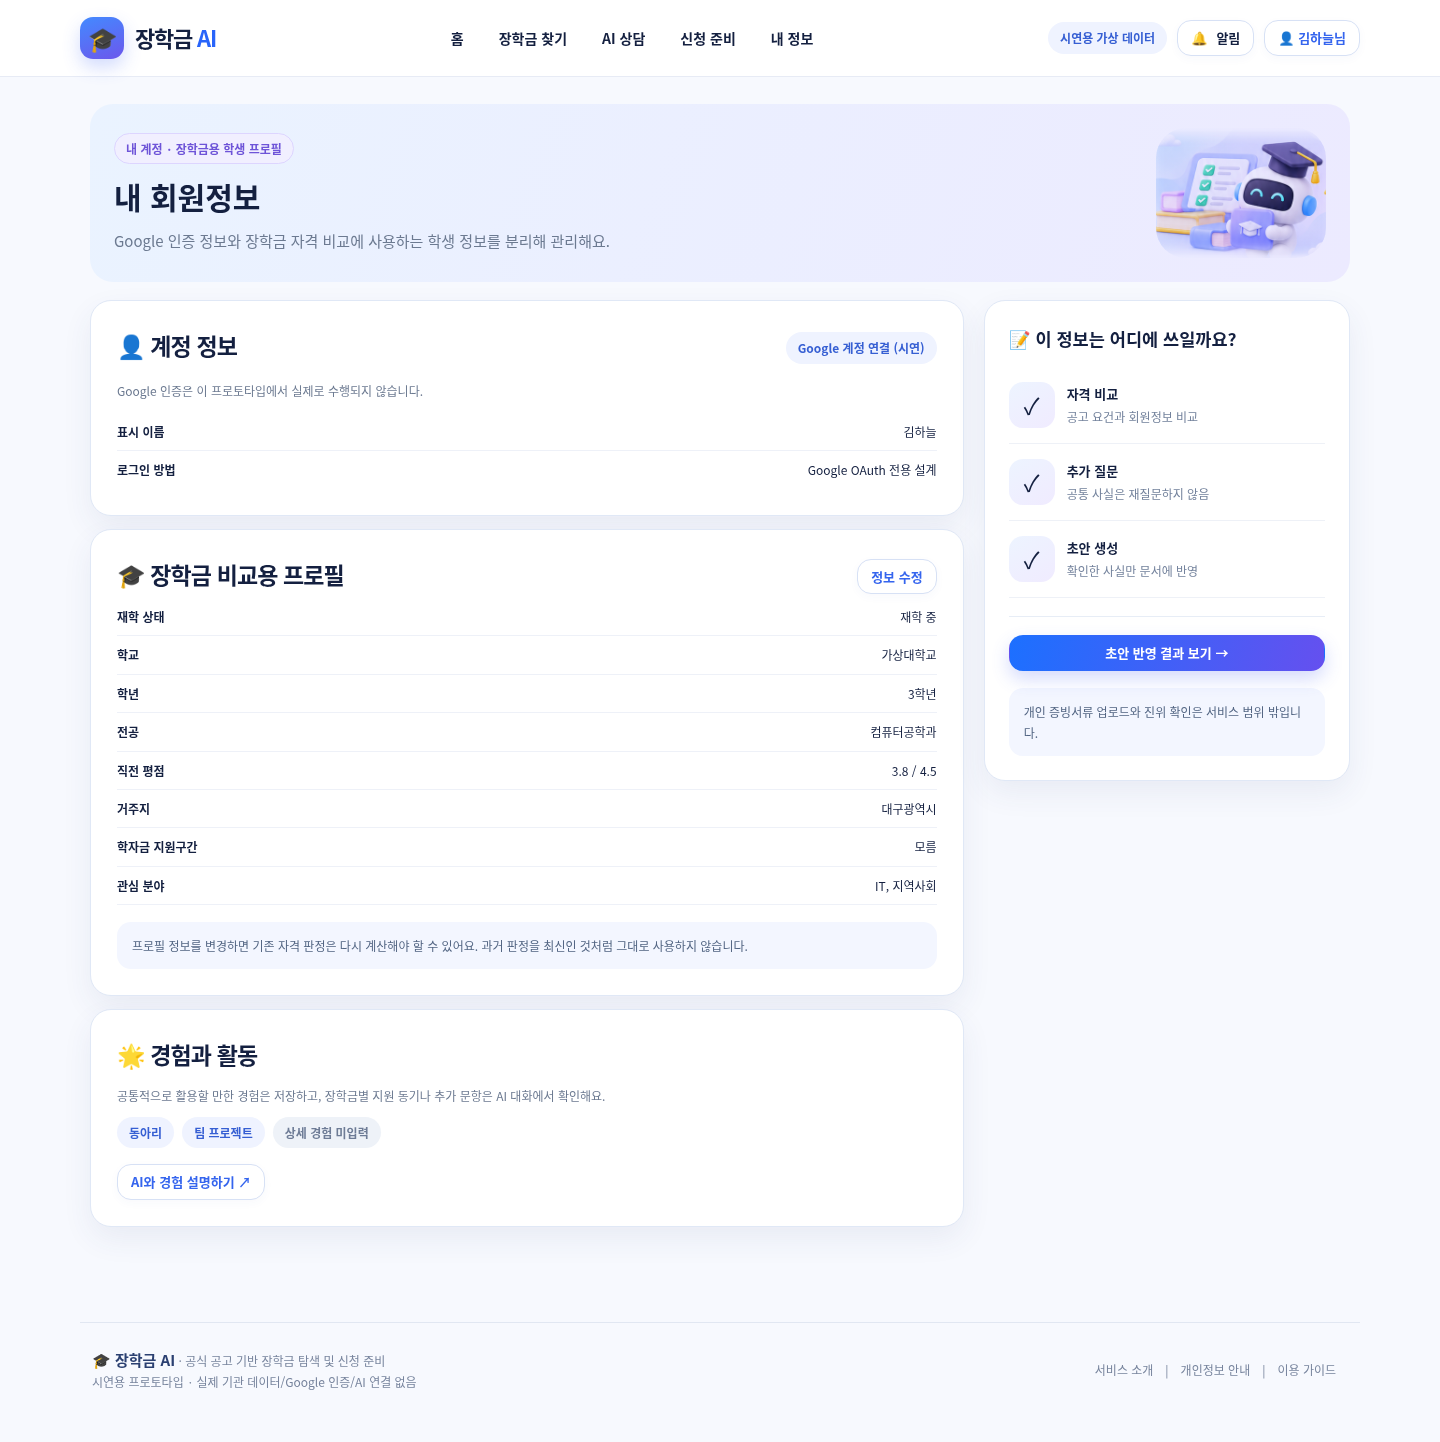 장학금 AI
홈 장학금 찾기 AI 상담 신청 준비 내 정보
시연용 가상 데이터 알림 김하늘님
내 계정 · 장학금용 학생 프로필
내 회원정보
Google 인증 정보와 장학금 자격 비교에 사용하는 학생 정보를 분리해 관리해요.
계정 정보
Google 계정 연결 (시연)
Google 인증은 이 프로토타입에서 실제로 수행되지 않습니다.
표시 이름 김하늘
로그인 방법 Google OAuth 전용 설계
장학금 비교용 프로필
정보 수정
재학 상태 재학 중
학교 가상대학교
학년 3학년
전공 컴퓨터공학과
직전 평점 3.8 / 4.5
거주지 대구광역시
학자금 지원구간 모름
관심 분야 IT, 지역사회
프로필 정보를 변경하면 기존 자격 판정은 다시 계산해야 할 수 있어요. 과거 판정을 최신인 것처럼 그대로 사용하지 않습니다.
경험과 활동
공통적으로 활용할 만한 경험은 저장하고, 장학금별 지원 동기나 추가 문항은 AI 대화에서 확인해요.
동아리 팀 프로젝트 상세 경험 미입력
AI와 경험 설명하기 ↗
이 정보는 어디에 쓰일까요?
✓ 자격 비교
공고 요건과 회원정보 비교
✓ 추가 질문
공통 사실은 재질문하지 않음
✓ 초안 생성
확인한 사실만 문서에 반영
초안 반영 결과 보기 →
개인 증빙서류 업로드와 진위 확인은 서비스 범위 밖입니
다.
장학금 AI · 공식 공고 기반 장학금 탐색 및 신청 준비
시연용 프로토타입 · 실제 기관 데이터/Google 인증/AI 연결 없음
서비스 소개 | 개인정보 안내 | 이용 가이드